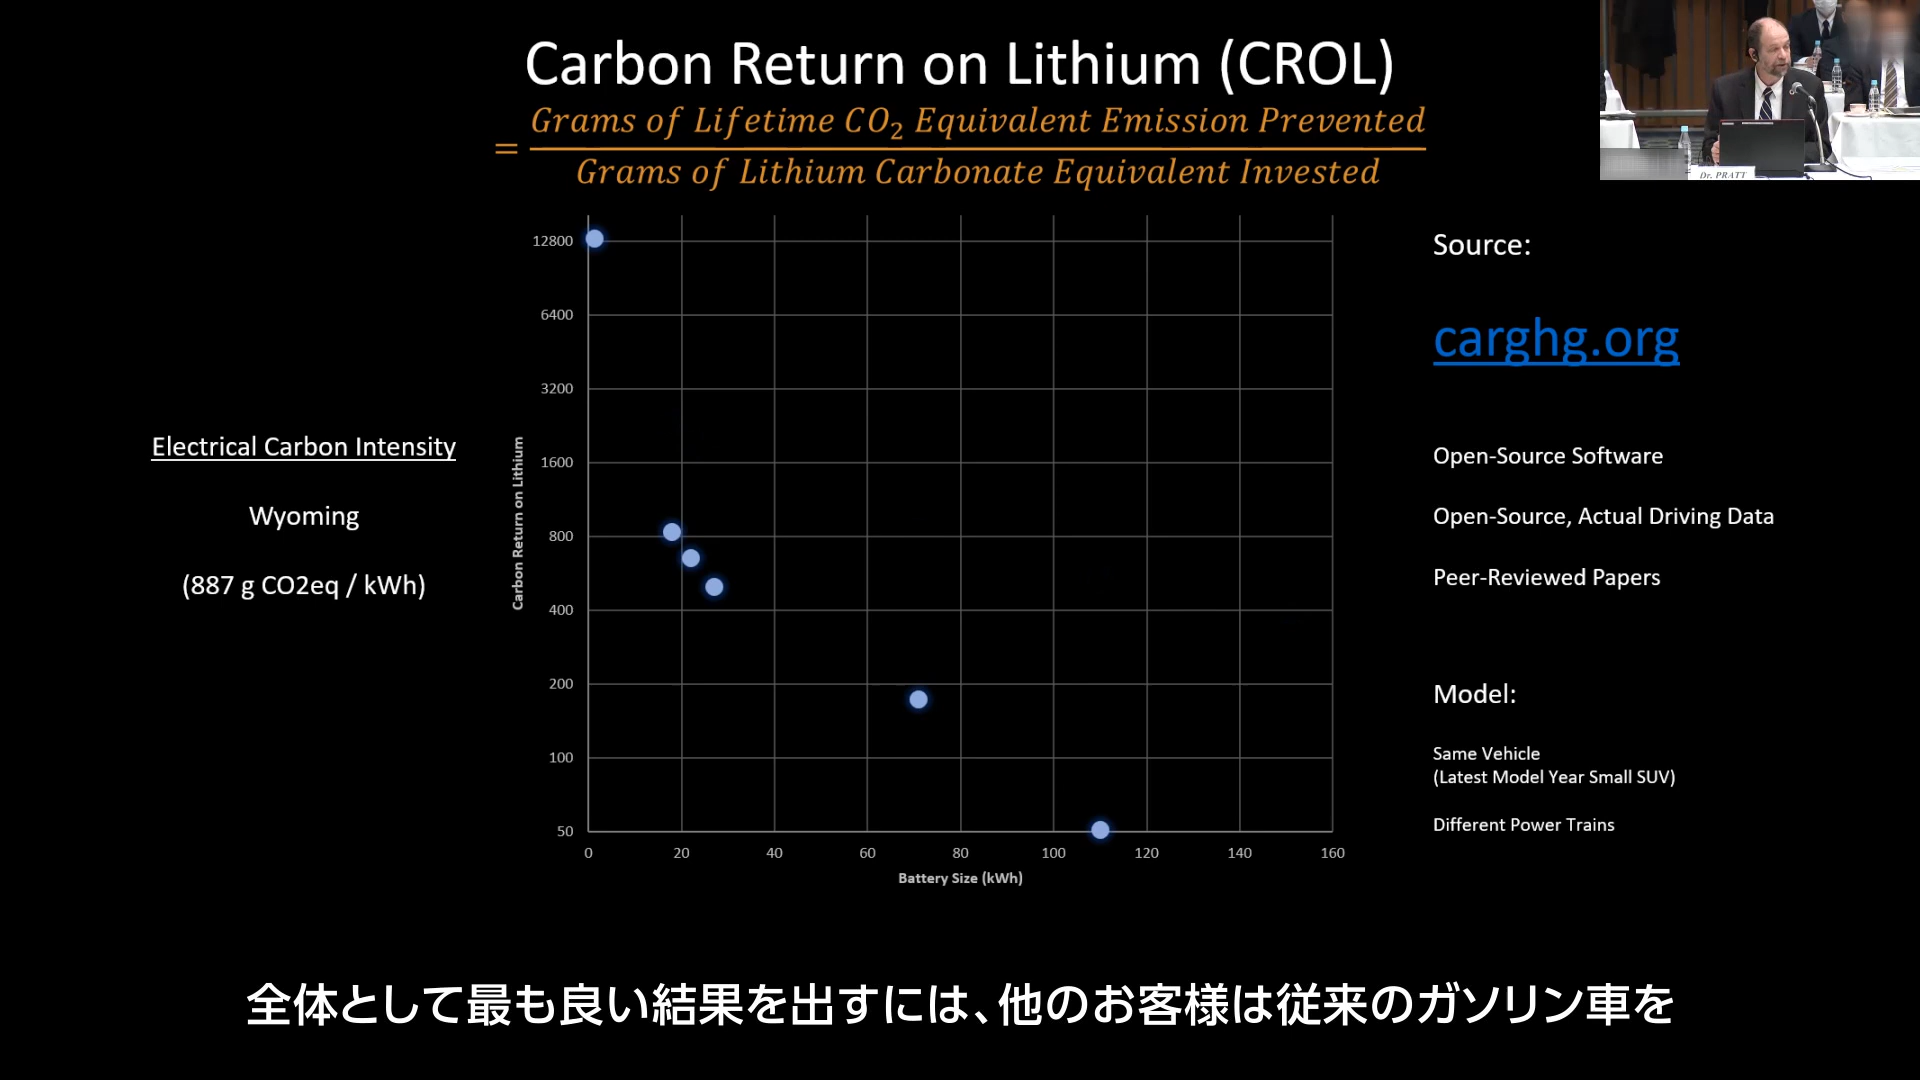 Carbon Return on Lithium (CROL)
= Grams of Lifetime CO₂ Equivalent Emission Prevented
Grams of Lithium Carbonate Equivalent Invested
Dr. PRATT
Electrical Carbon Intensity
Wyoming
(887 g CO2eq / kWh)
Carbon Return on Lithium
12800
6400
3200
1600
800
400
200
100
50
0 20 40 60 80 100 120 140 160
Battery Size (kWh)
Source:
carghg.org
Open-Source Software
Open-Source, Actual Driving Data
Peer-Reviewed Papers
Model:
Same Vehicle
(Latest Model Year Small SUV)
Different Power Trains
全体として最も良い結果を出すには、他のお客様は従来のガソリン車を